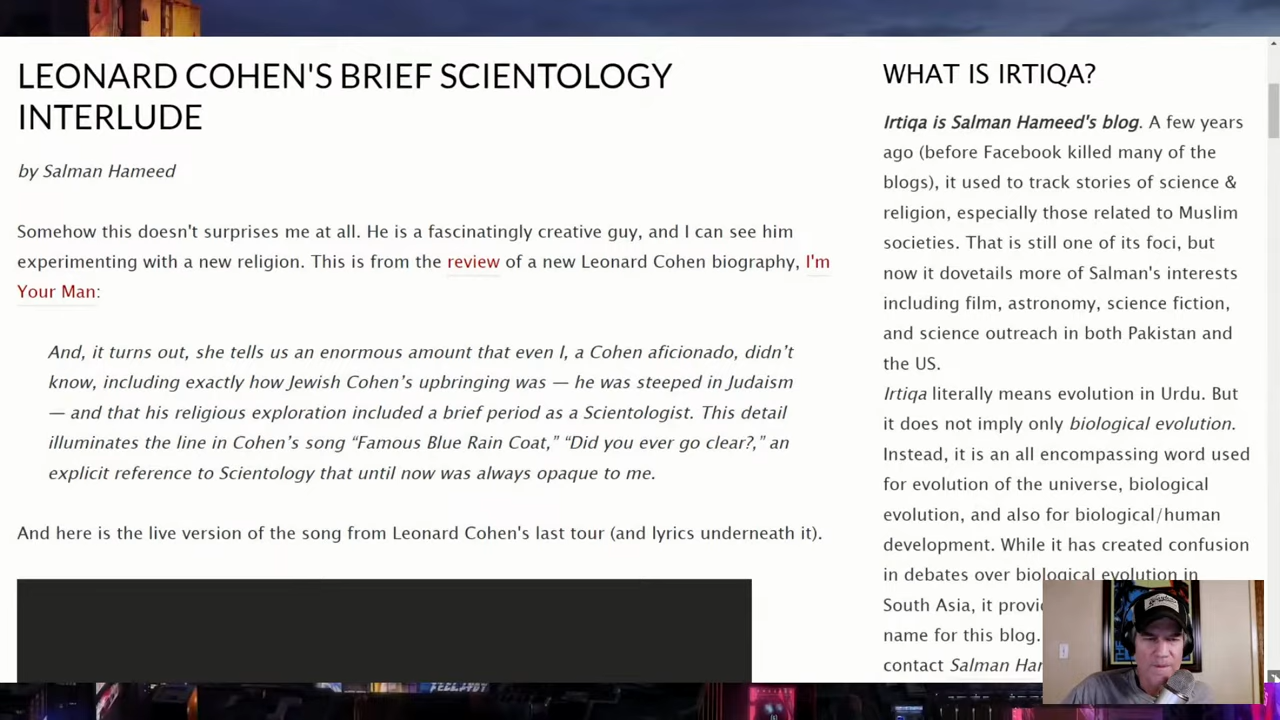 LEONARD COHEN'S BRIEF SCIENTOLOGY
INTERLUDE
by Salman Hameed
Somehow this doesn't surprises me at all. He is a fascinatingly creative guy, and I can see him
experimenting with a new religion. This is from the review of a new Leonard Cohen biography, I'm
Your Man:
And, it turns out, she tells us an enormous amount that even I, a Cohen aficionado, didn’t
know, including exactly how Jewish Cohen’s upbringing was — he was steeped in Judaism
— and that his religious exploration included a brief period as a Scientologist. This detail
illuminates the line in Cohen’s song “Famous Blue Rain Coat,” “Did you ever go clear?,” an
explicit reference to Scientology that until now was always opaque to me.
And here is the live version of the song from Leonard Cohen's last tour (and lyrics underneath it).
WHAT IS IRTIQA?
Irtiqa is Salman Hameed's blog. A few years
ago (before Facebook killed many of the
blogs), it used to track stories of science &
religion, especially those related to Muslim
societies. That is still one of its foci, but
now it dovetails more of Salman's interests
including film, astronomy, science fiction,
and science outreach in both Pakistan and
the US.
Irtiqa literally means evolution in Urdu. But
it does not imply only biological evolution.
Instead, it is an all encompassing word used
for evolution of the universe, biological
evolution, and also for biological/human
development. While it has created confusion
in debates over biological evolution in
South Asia, it
name for this blog.
contact Salman